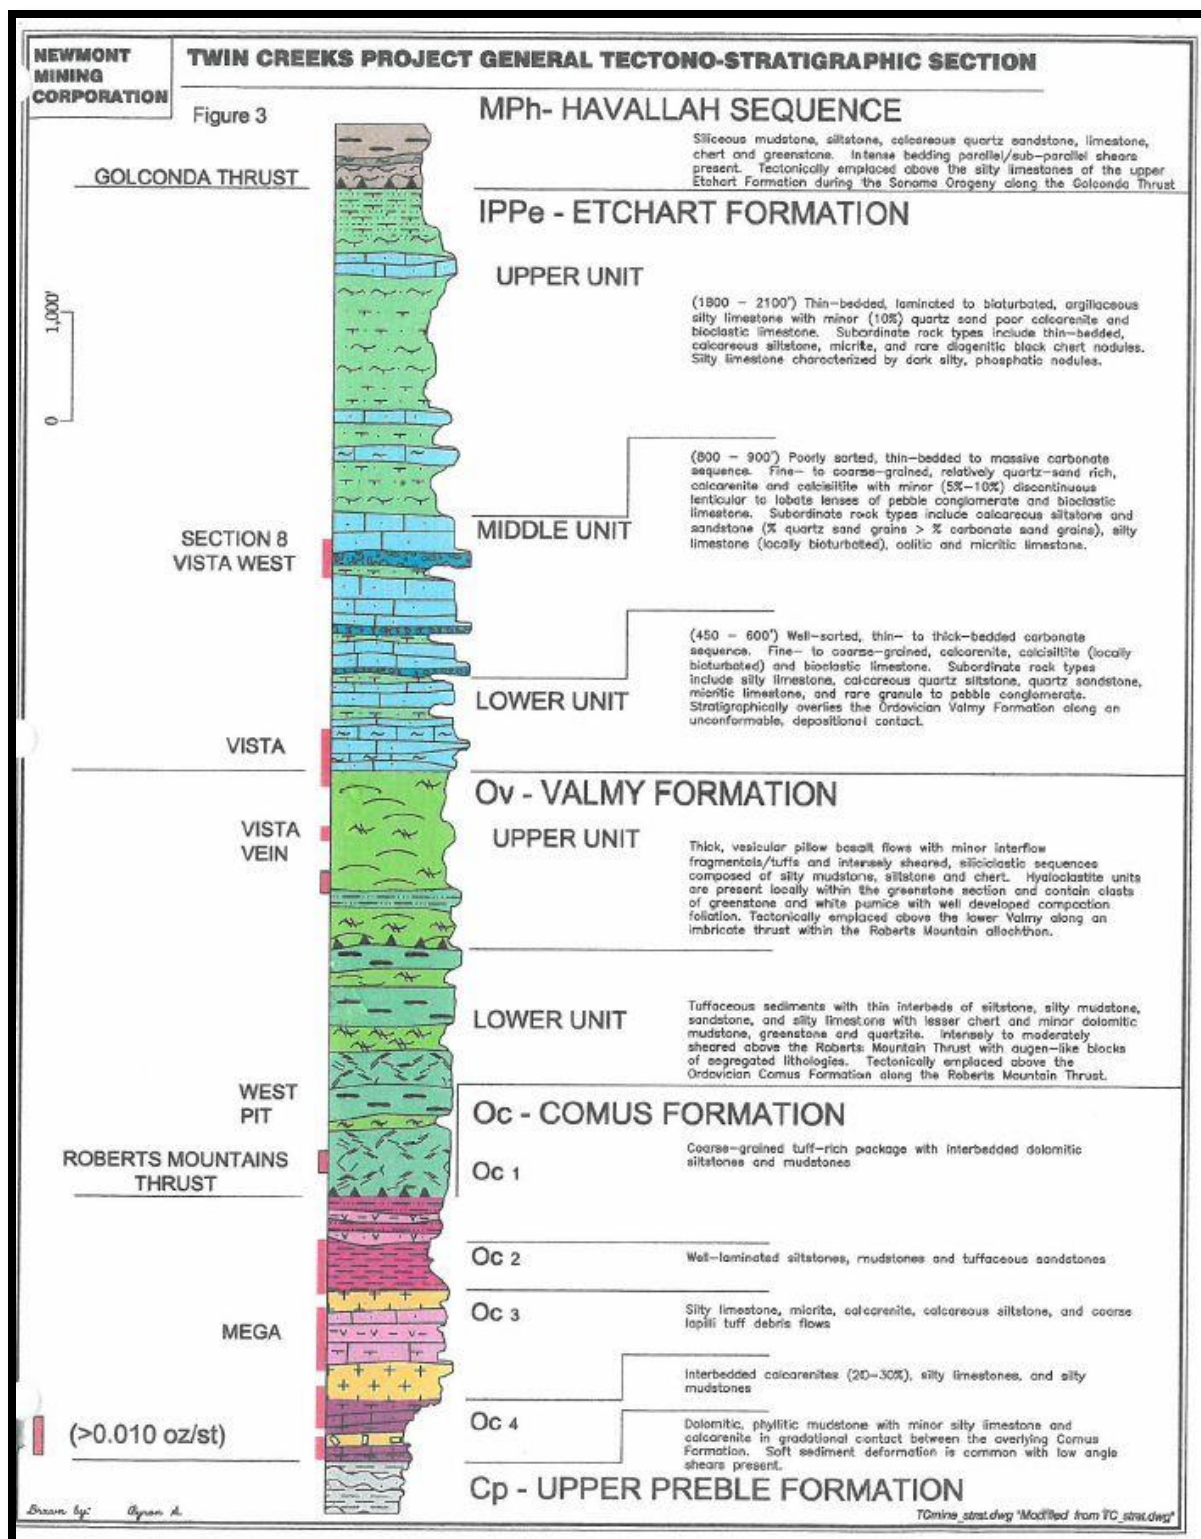 NEWMONT
MINING
CORPORATION
TWIN CREEKS PROJECT GENERAL TECTONO-STRATIGRAPHIC SECTION
Figure 3
MPh- HAVALLAH SEQUENCE
Siliceous mudstone, siltstone, calcareous quartz sandstone, limestone,
chert and greenstone. Intense bedding parallel/sub-parallel shears
present. Tectonically emplaced above the silty limestones of the upper
Etchart Formation during the Sonoma Orogeny along the Golconda Thrust
GOLCONDA THRUST
IPPe - ETCHART FORMATION
UPPER UNIT
(1800 - 2100') Thin-bedded, laminated to bioturbated, argillaceous
silty limestone with minor (10%) quartz sand poor calcarenite and
bioclastic limestone. Subordinate rock types include thin-bedded,
calcareous siltstone, micrite, and rare diagenitic black chert nodules.
Silty limestone characterized by dark silty, phosphatic nodules.
1,000'
0
(800 - 900') Poorly sorted, thin-bedded to massive carbonate
sequence. Fine- to coarse-grained, relatively quartz-sand rich,
calcarenite and calcisiltite with minor (5%-10%) discontinuous
lenticular to lobate lenses of pebble conglomerate and bioclastic
limestone. Subordinate rock types include calcareous siltstone and
sandstone (% quartz sand grains > % carbonate sand grains), silty
limestone (locally bioturbated), oolitic and micritic limestone.
MIDDLE UNIT
SECTION 8
VISTA WEST
(450 - 600') Well-sorted, thin- to thick-bedded carbonate
sequence. Fine- to coarse-grained, calcarenite, calcisiltite (locally
bioturbated) and bioclastic limestone. Subordinate rock types
include silty limestone, calcareous quartz siltstone, quartz sandstone,
micritic limestone, and rare granule to pebble conglomerate.
Stratigraphically overlies the Ordovician Valmy Formation along an
unconformable, depositional contact.
LOWER UNIT
VISTA
Ov - VALMY FORMATION
VISTA
VEIN
UPPER UNIT
Thick, vesicular pillow basalt flows with minor interflow
fragmentals/tuffs and intensely sheared, siliciclastic sequences
composed of silty mudstone, siltstone and chert. Hyaloclastite units
are present locally within the greenstone section and contain clasts
of greenstone and white pumice with well developed compaction
foliation. Tectonically emplaced above the lower Valmy along an
imbricate thrust within the Roberts Mountain allochthon.
LOWER UNIT
Tuffaceous sediments with thin interbeds of siltstone, silty mudstone,
sandstone, and silty limestone with lesser chert and minor dolomitic
mudstone, greenstone and quartzite. Intensely to moderately
sheared above the Roberts Mountain Thrust with augen-like blocks
of segregated lithologies. Tectonically emplaced above the
Ordovician Comus Formation along the Roberts Mountain Thrust.
WEST
PIT
Oc - COMUS FORMATION
Coarse-grained tuff-rich package with interbedded dolomitic
siltstones and mudstones
ROBERTS MOUNTAINS
THRUST
Oc 1
Oc 2
Well-laminated siltstones, mudstones and tuffaceous sandstones
Oc 3
Silty limestone, micrite, calcarenite, calcareous siltstone, and coarse
lapilli tuff debris flows
MEGA
Interbedded calcarenites (20-30%), silty limestones, and silty
mudstones
Oc 4
(>0.010 oz/st)
Dolomitic, phyllitic mudstone with minor silty limestone and
calcarenite in gradational contact between the overlying Comus
Formation. Soft sediment deformation is common with low angle
shears present.
Cp - UPPER PREBLE FORMATION
Drawn by:
TCmine_strat.dwg "Modified from TC_strat.dwg"